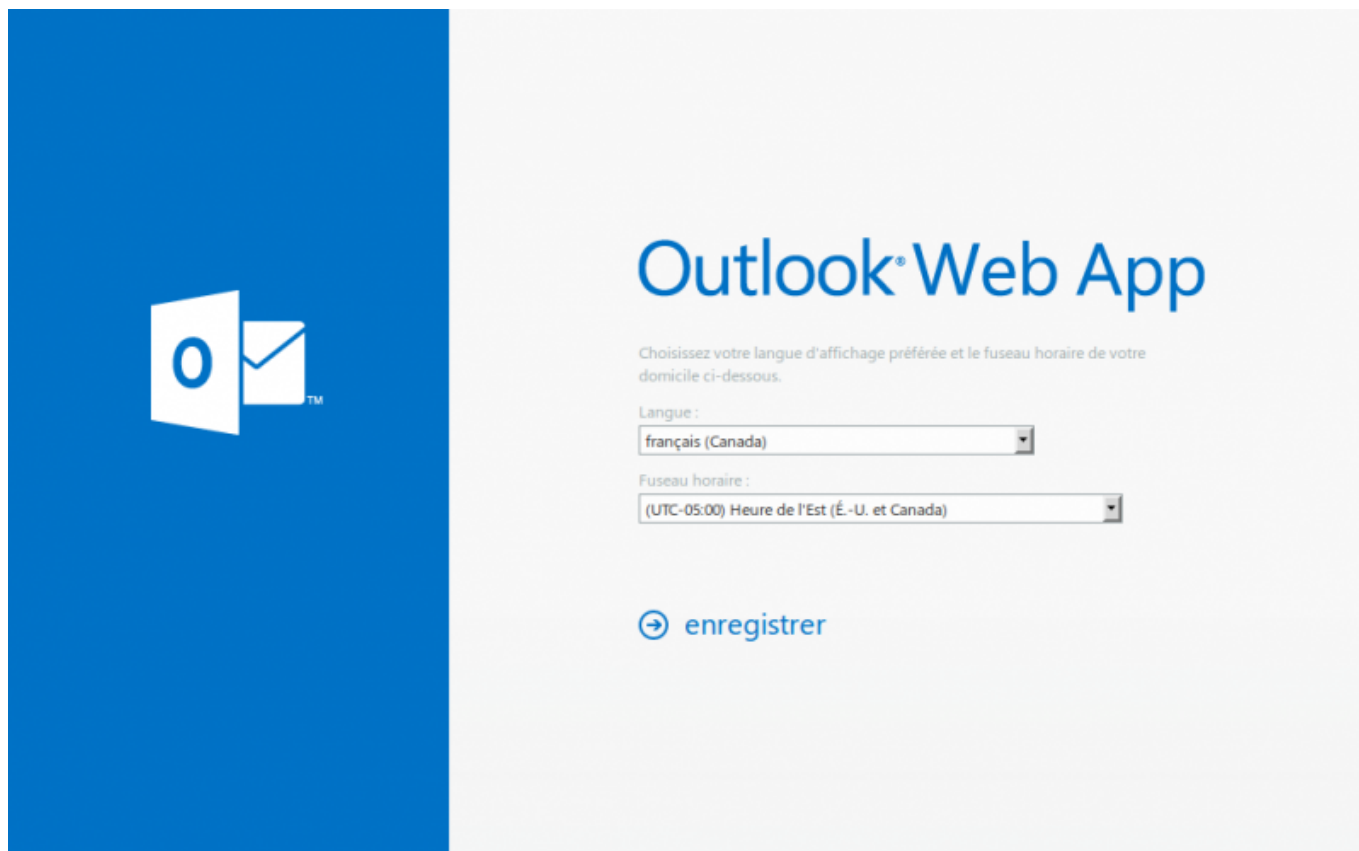 Outlook® Web App
Choisissez votre langue d'affichage préférée et le fuseau horaire de votre
domicile ci-dessous.
O
TM
Langue :
français (Canada)
Fuseau horaire :
(UTC-05:00) Heure de l'Est (É.-U. et Canada)
enregistrer